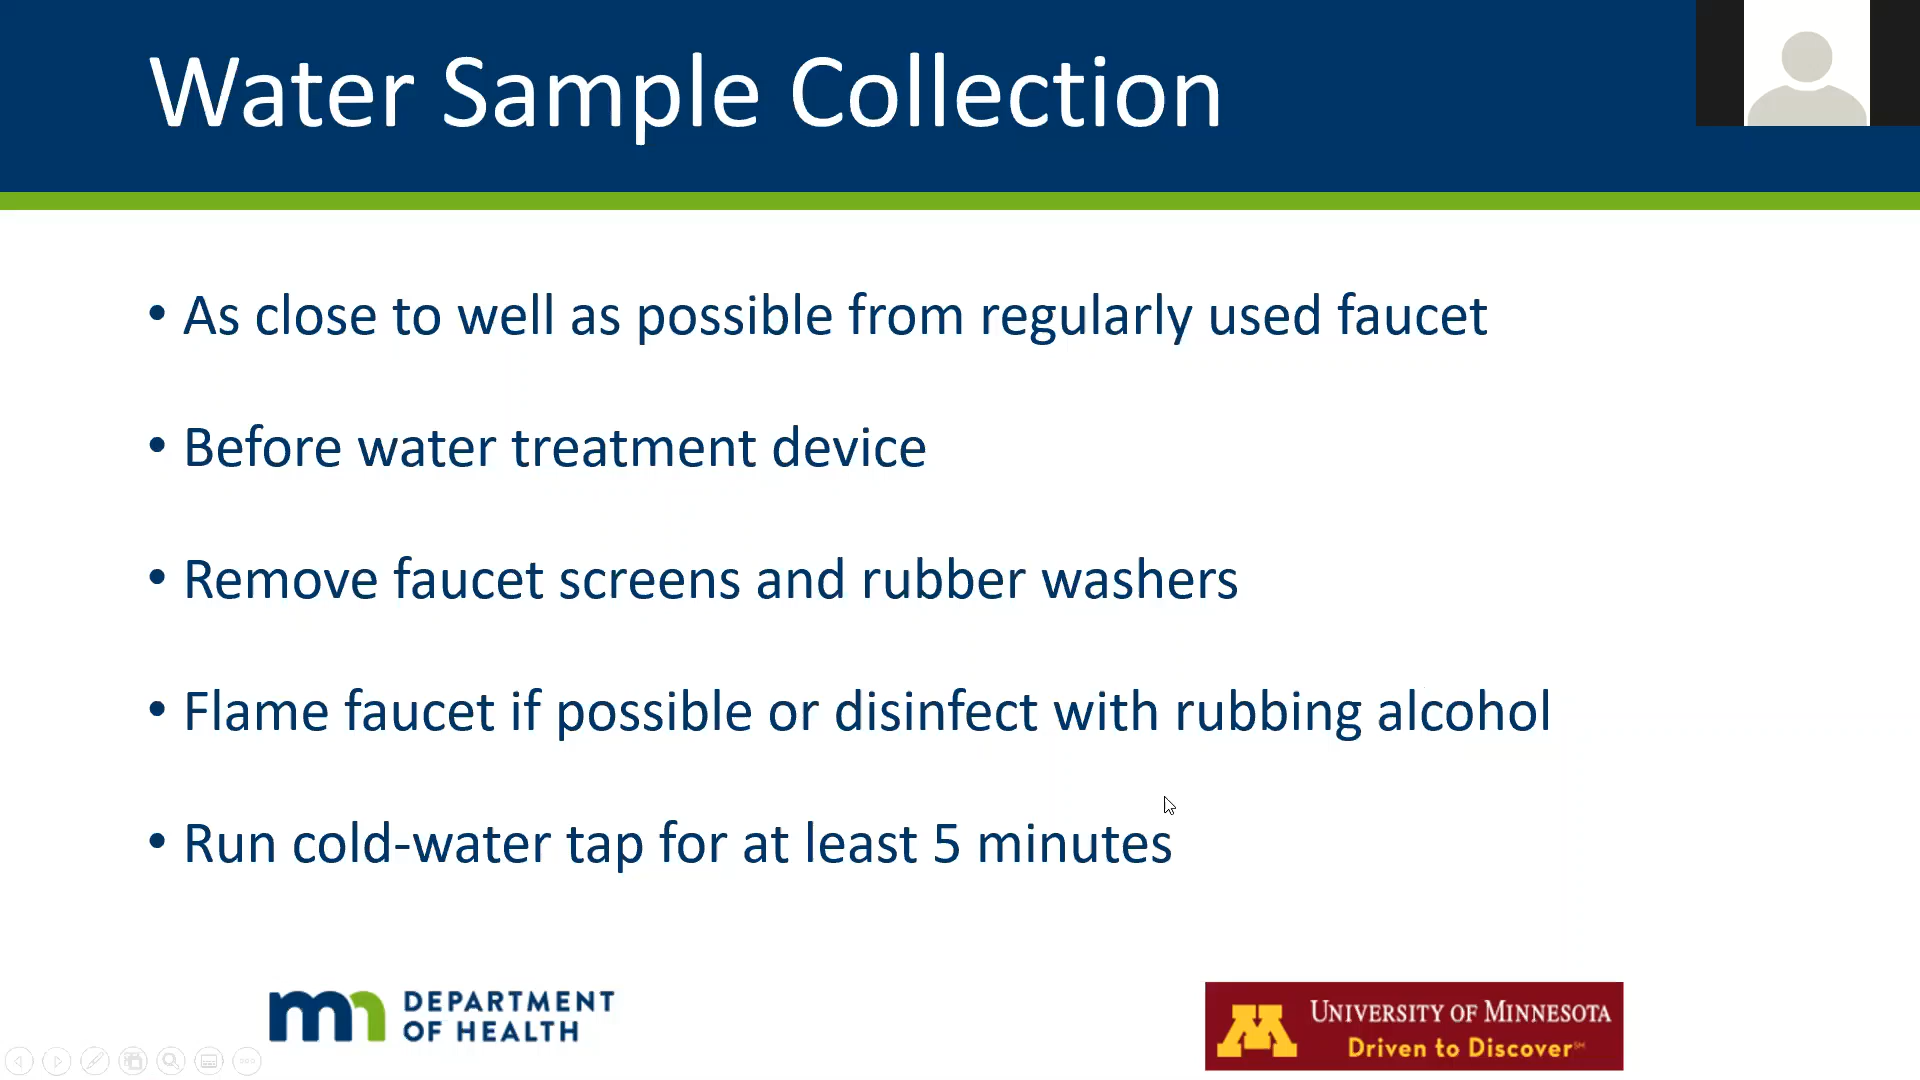 Water Sample Collection
• As close to well as possible from regularly used faucet
• Before water treatment device
• Remove faucet screens and rubber washers
• Flame faucet if possible or disinfect with rubbing alcohol
• Run cold-water tap for at least 5 minutes
mn DEPARTMENT
OF HEALTH
M UNIVERSITY OF MINNESOTA
Driven to Discover℠